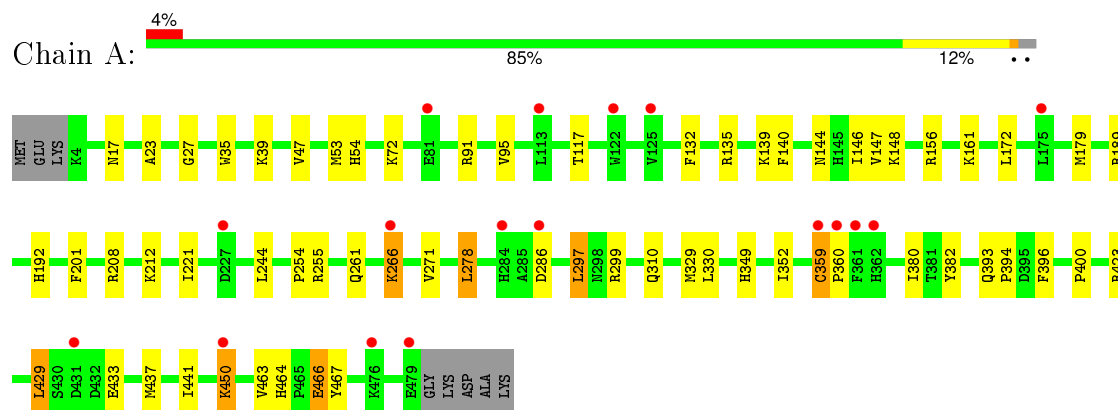 4%
Chain A:
85% 12% • •
MET GLU LYS K4 N17 A23 G27 W35 K39 V47 M53 H54 K72 E81 R91 V95 L113 T117 W122 V125 F132 R135 K139 F140 N144 H145 I146 V147 K148 R156 K161 L172 L175 M179
H192 F201 R208 K212 I221 D227 L244 P254 R255 Q261 K266 V271 L278 H284 A285 D286 L297 N298 R299 Q310 M329 L330 H349 I352 C359 P360 F361 H362 I380 T381 Y382 Q393 P394 D395 F396 P400
L429 S430 D431 D432 E433 M437 I441 K450 V463 H464 P465 E466 Y467 K476 E479 GLY LYS ASP ALA LYS